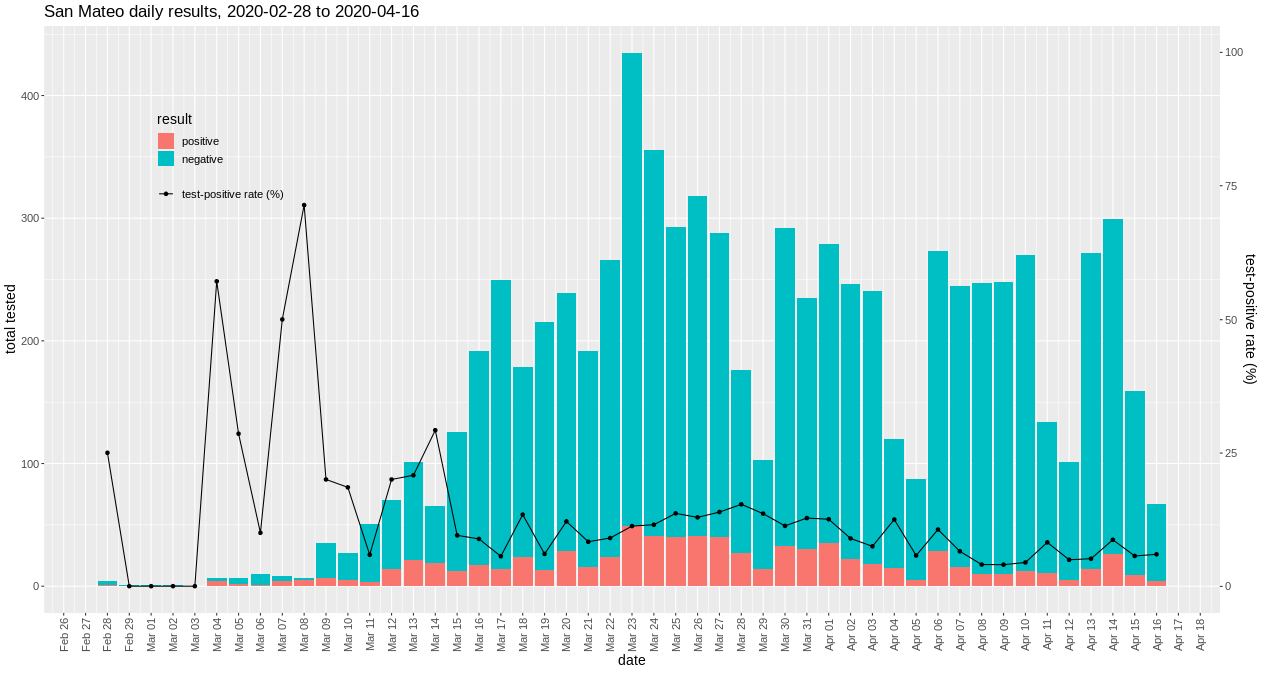 San Mateo daily results, 2020-02-28 to 2020-04-16
result
positive
negative
test-positive rate (%)
total tested
400
300
200
100
0
100
75
50
25
0
test-positive rate (%)
Feb 26
Feb 27
Feb 28
Feb 29
Mar 01
Mar 02
Mar 03
Mar 04
Mar 05
Mar 06
Mar 07
Mar 08
Mar 09
Mar 10
Mar 11
Mar 12
Mar 13
Mar 14
Mar 15
Mar 16
Mar 17
Mar 18
Mar 19
Mar 20
Mar 21
Mar 22
Mar 23
Mar 24
Mar 25
Mar 26
Mar 27
Mar 28
Mar 29
Mar 30
Mar 31
Apr 01
Apr 02
Apr 03
Apr 04
Apr 05
Apr 06
Apr 07
Apr 08
Apr 09
Apr 10
Apr 11
Apr 12
Apr 13
Apr 14
Apr 15
Apr 16
Apr 17
Apr 18
date